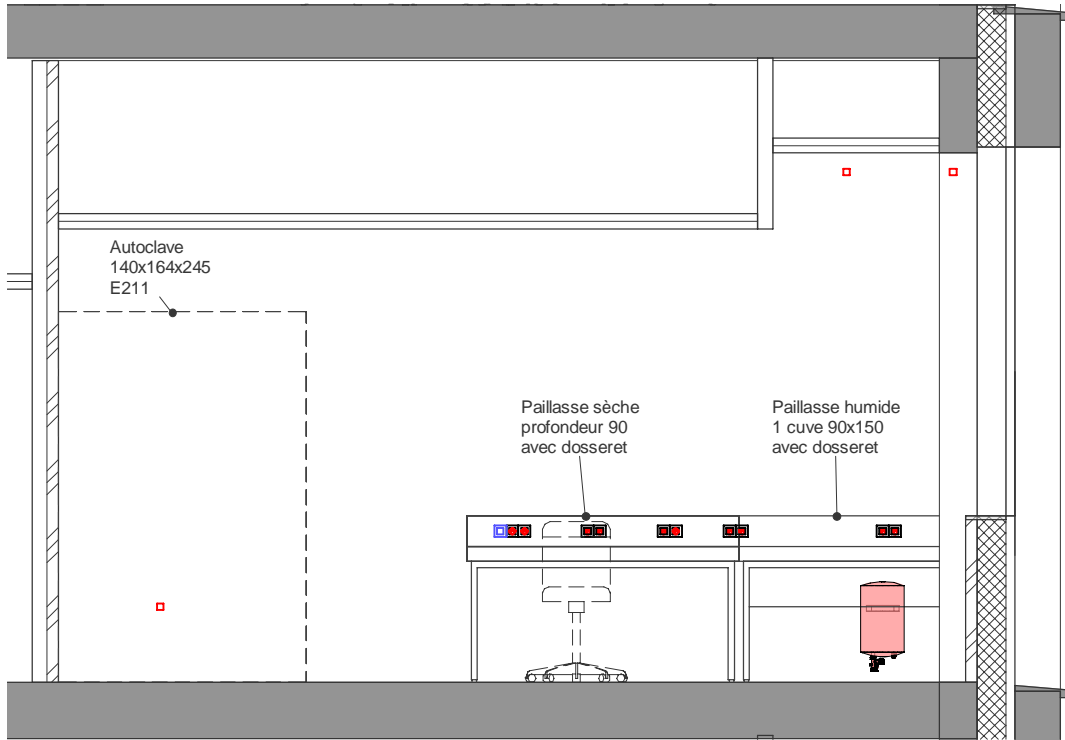 Autoclave
140x164x245
E211
Paillasse sèche
profondeur 90
avec dosseret
Paillasse humide
1 cuve 90x150
avec dosseret